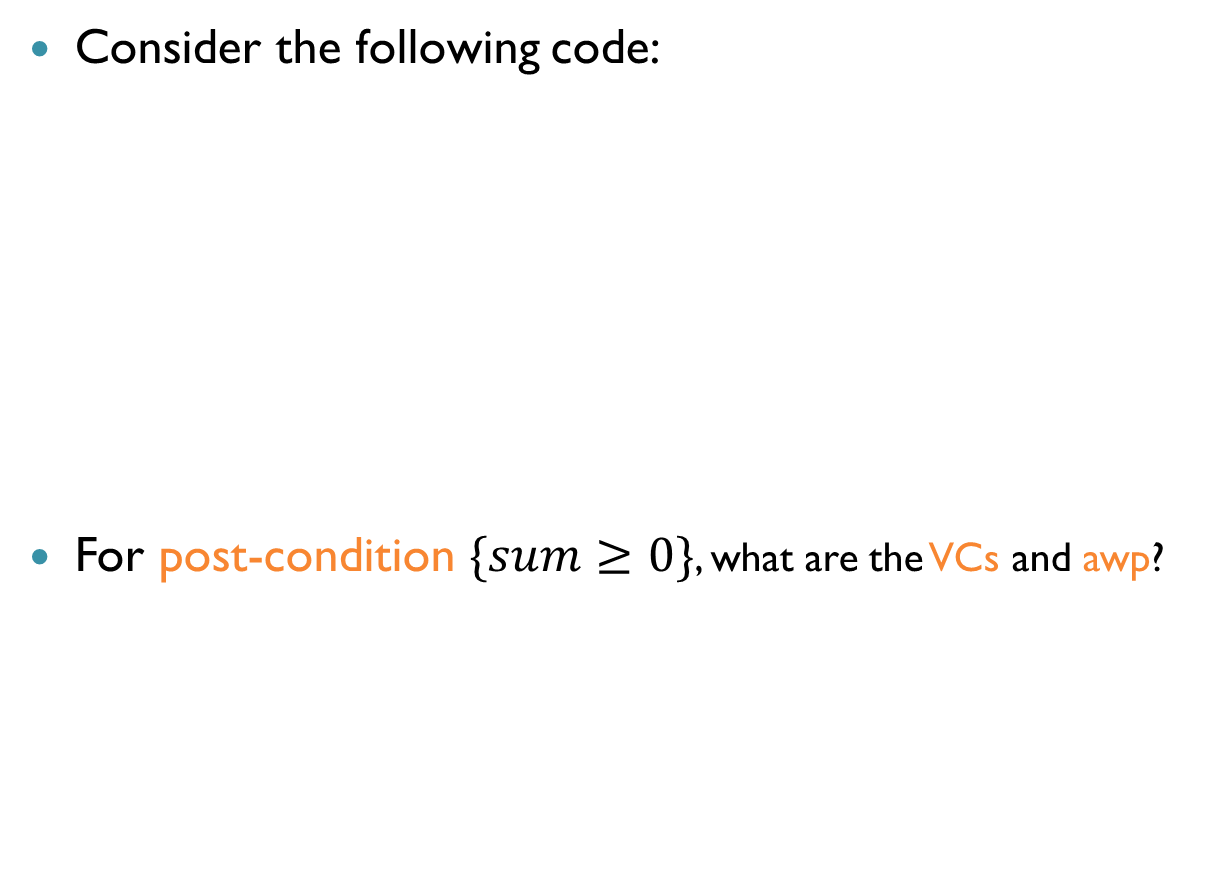 • Consider the following code:
• For post-condition {𝑠𝑢𝑚 ≥ 0}, what are the VCs and awp?